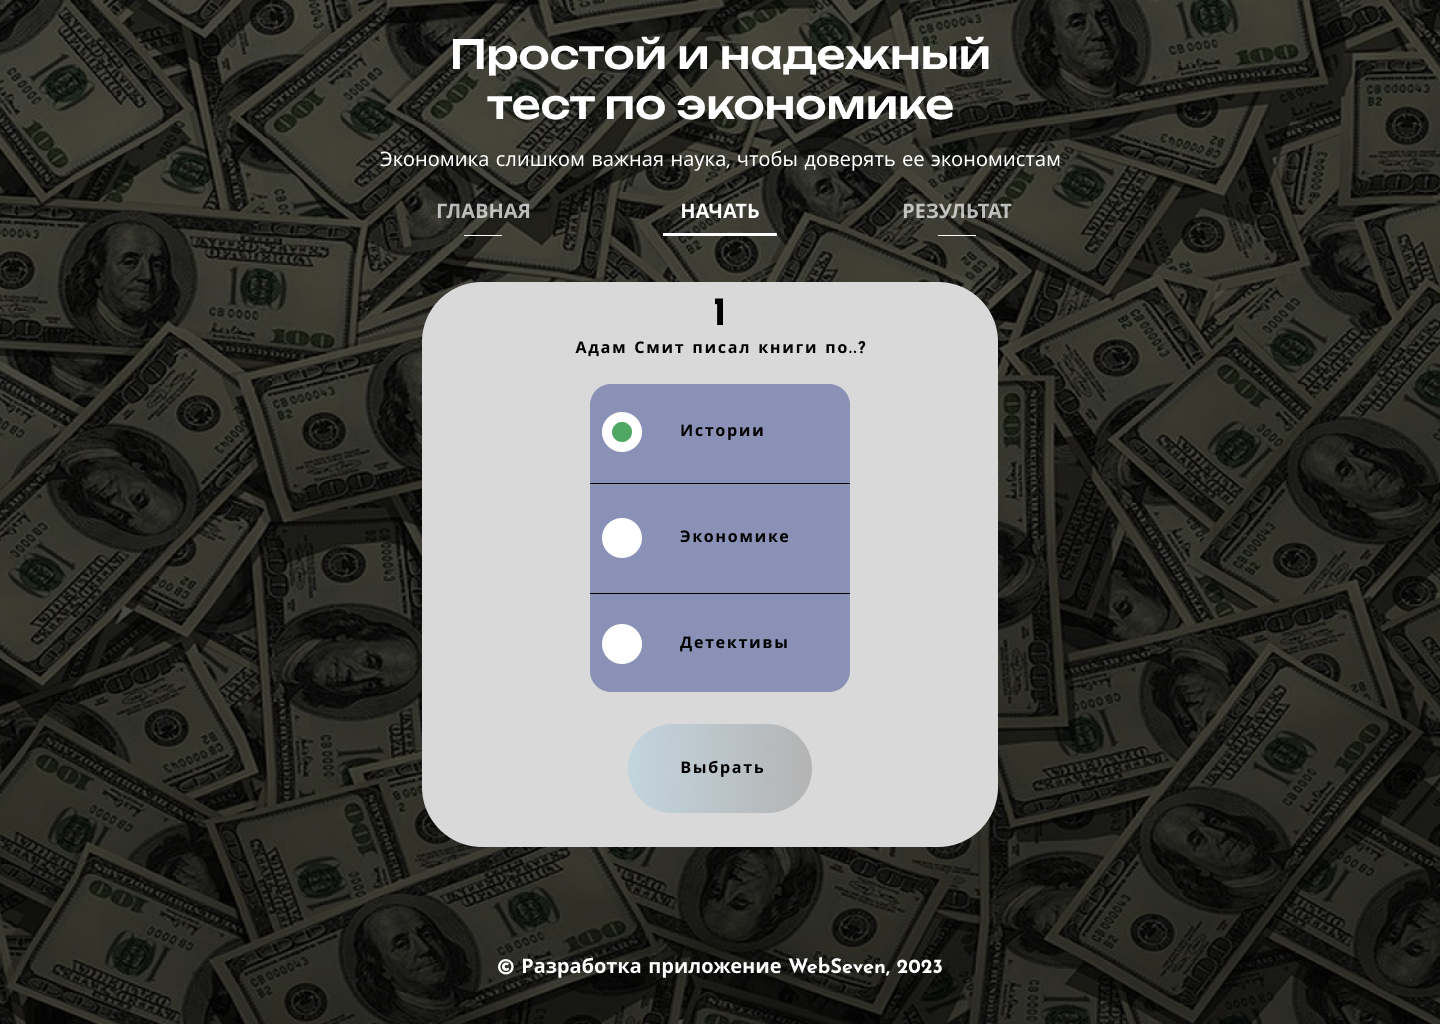 Простой и надежный
тест по экономике
Экономика слишком важная наука, чтобы доверять ее экономистам
ГЛАВНАЯ НАЧАТЬ РЕЗУЛЬТАТ
1
Адам Смит писал книги по..?
Истории
Экономике
Детективы
Выбрать
© Разработка приложение WebSeven, 2023